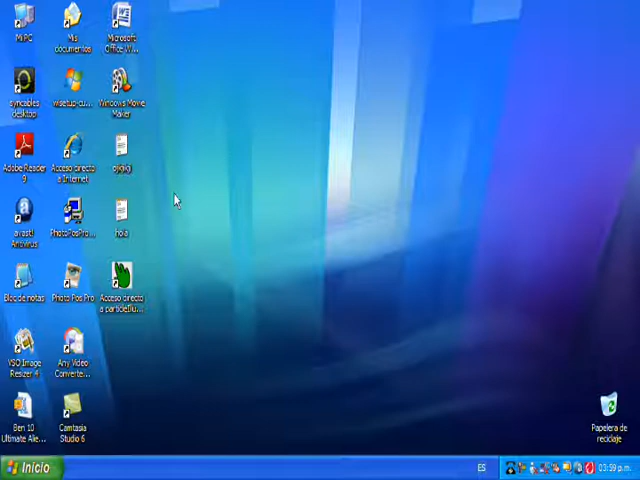 Mi PC
Mis
documentos
Microsoft
Office W...
syncables
desktop
wlsetup-cu...
Windows Movie
Maker
Adobe Reader
9
Acceso directo
a Internet
avast!
Antivirus
PhotoPosPro...
hola
Bloc de notas
Photo Pos Pro
Acceso directo
a particleIllu...
VSO Image
Resizer 4
Any Video
Converte...
Ben 10
Ultimate Alie...
Camtasia
Studio 6
Papelera de
reciclaje
Inicio
ES
03:59 p.m.